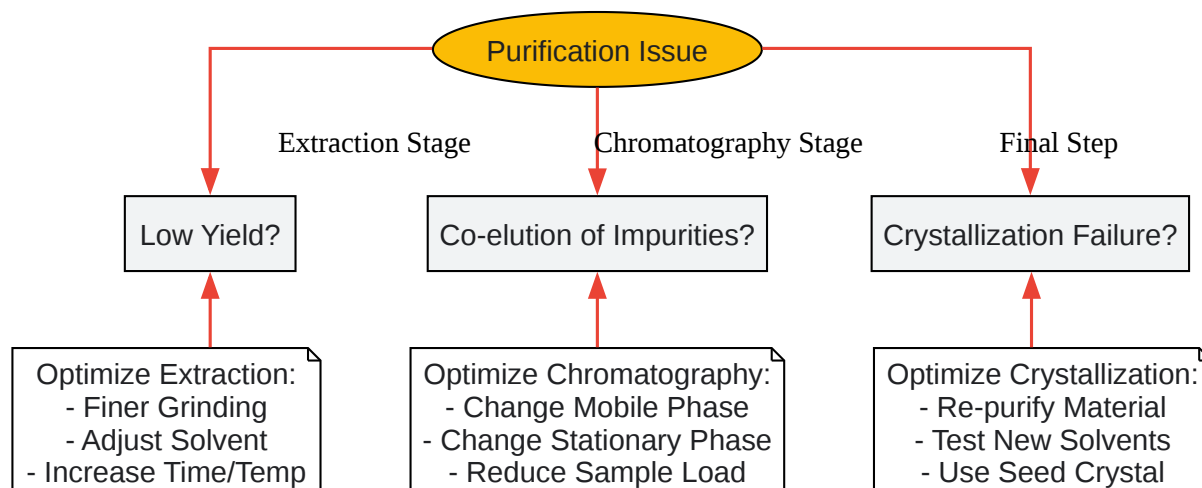 Purification Issue
Extraction Stage
Chromatography Stage
Final Step
Low Yield?
Co-elution of Impurities?
Crystallization Failure?
Optimize Extraction:
- Finer Grinding
- Adjust Solvent
- Increase Time/Temp
Optimize Chromatography:
- Change Mobile Phase
- Change Stationary Phase
- Reduce Sample Load
Optimize Crystallization:
- Re-purify Material
- Test New Solvents
- Use Seed Crystal